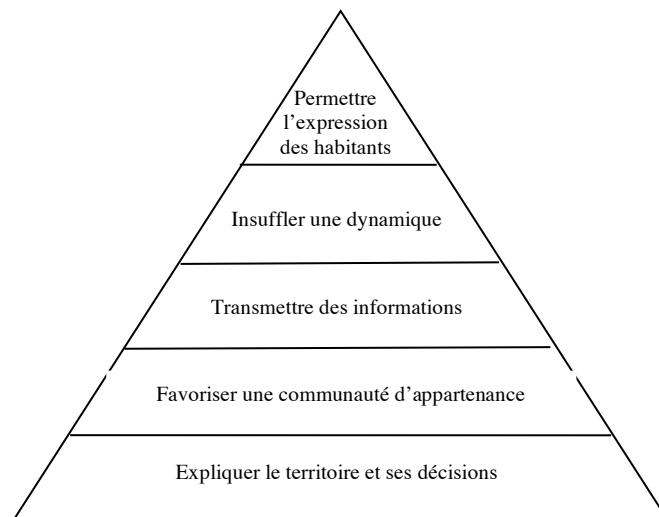 Permettre
l’expression
des habitants
Insuffler une dynamique
Transmettre des informations
Favoriser une communauté d’appartenance
Expliquer le territoire et ses décisions